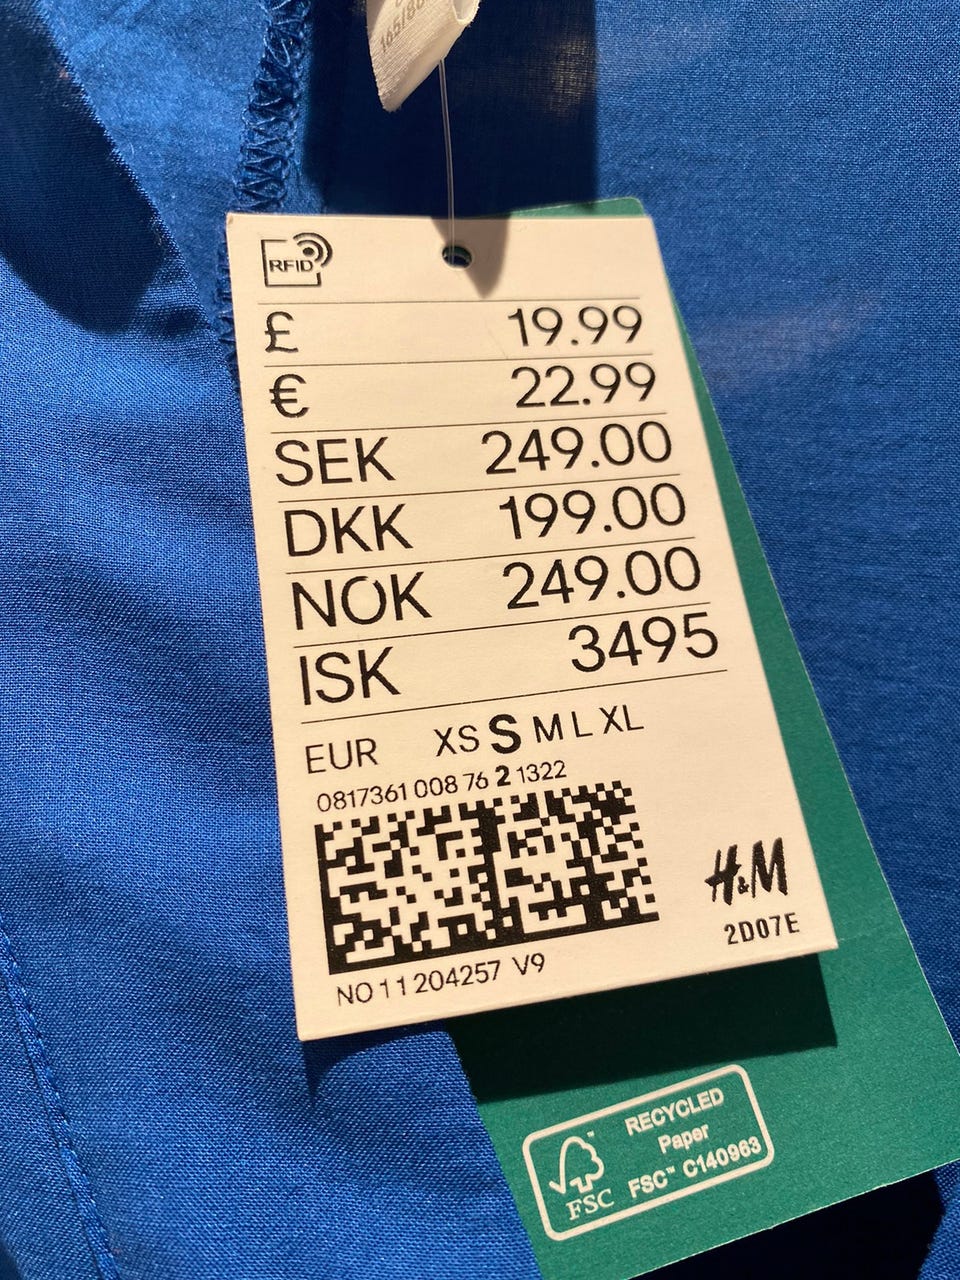 RFID
£ 19.99
€ 22.99
SEK 249.00
DKK 199.00
NOK 249.00
ISK 3495
EUR XS S M L XL
0817361 008 76 2 1322
H&M
2D07E
NO 11 204257 V9
RECYCLED
Paper
FSC™ C140963
FSC